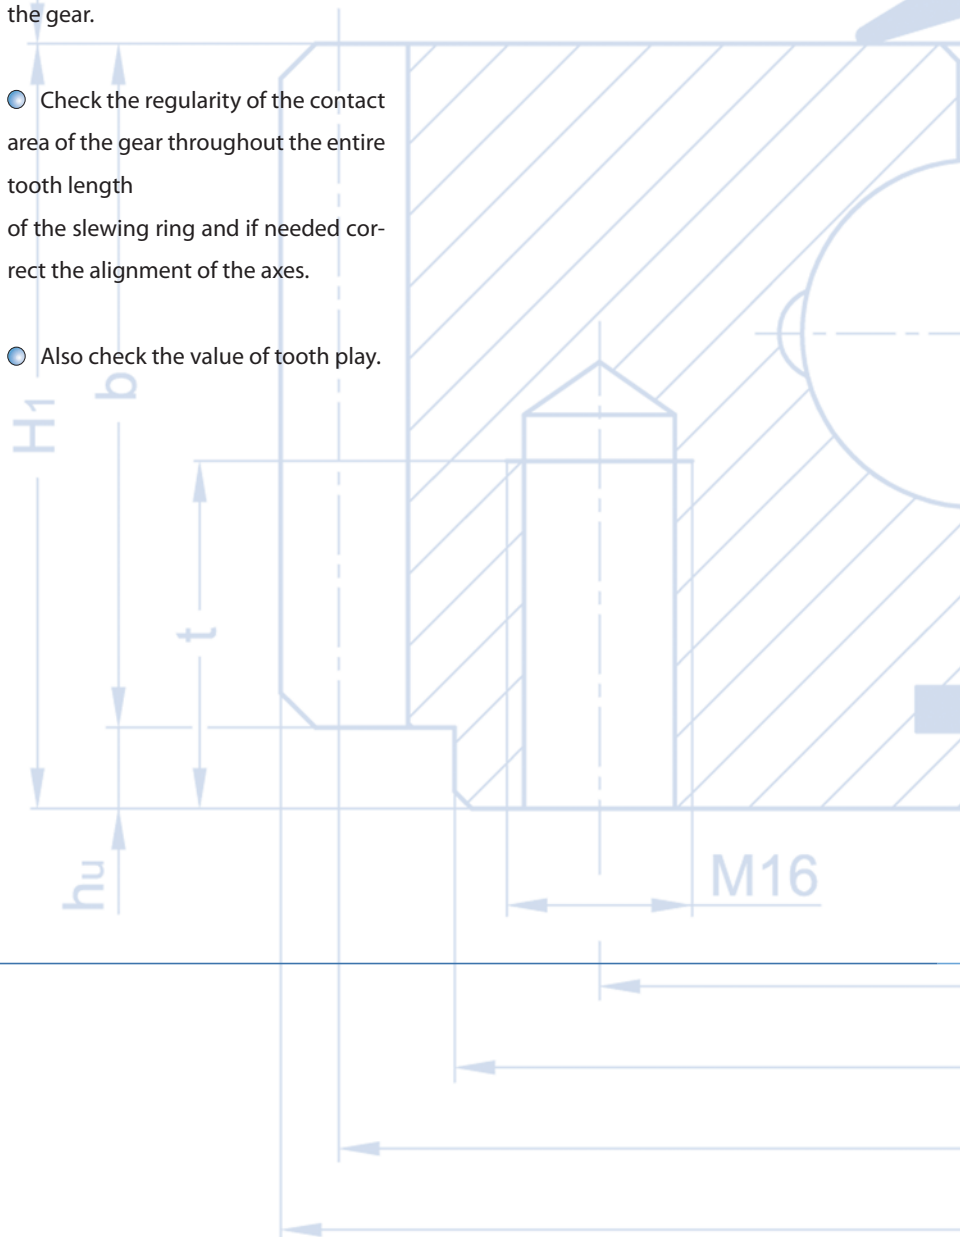 the gear.
Check the regularity of the contact
area of the gear throughout the entire
tooth length
of the slewing ring and if needed cor-
rect the alignment of the axes.
Also check the value of tooth play.
H1
b
t
hu
M16